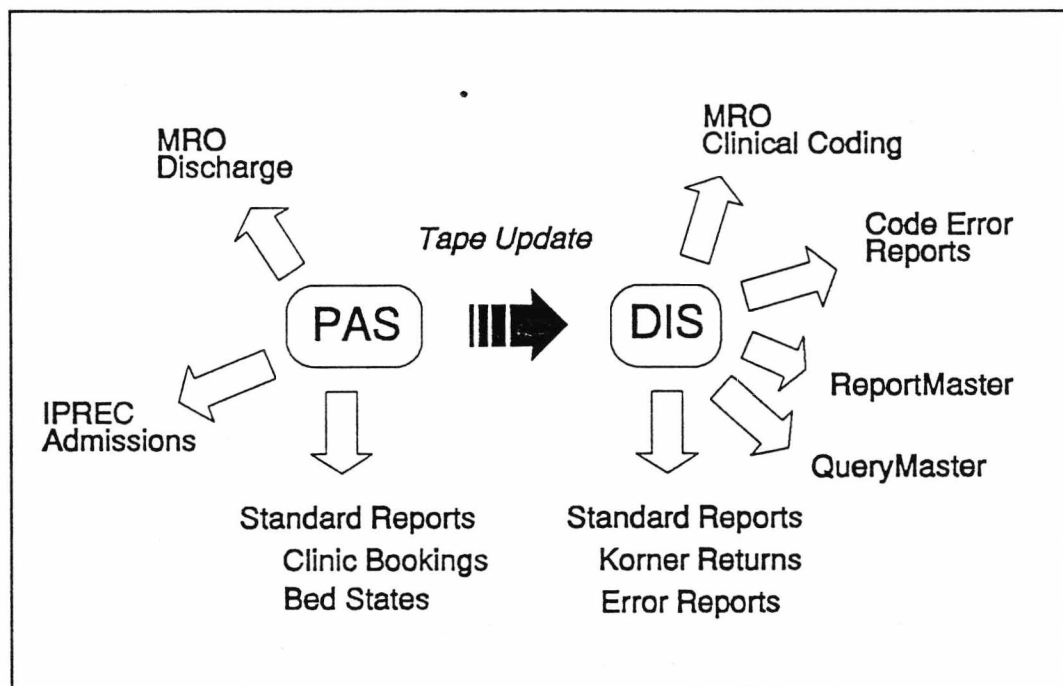 MRO
Discharge
MRO
Clinical Coding
Tape Update
Code Error
Reports
PAS
DIS
IPREC
Admissions
ReportMaster
QueryMaster
Standard Reports
Clinic Bookings
Bed States
Standard Reports
Korner Returns
Error Reports